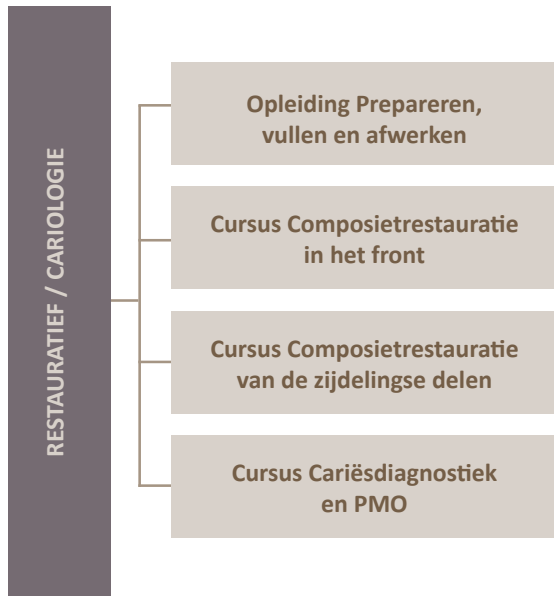 RESTAURATIEF / CARIOLOGIE
Opleiding Prepareren,
vullen en afwerken
Cursus Composietrestauratie
in het front
Cursus Composietrestauratie
van de zijdelingse delen
Cursus Cariësdiagnostiek
en PMO